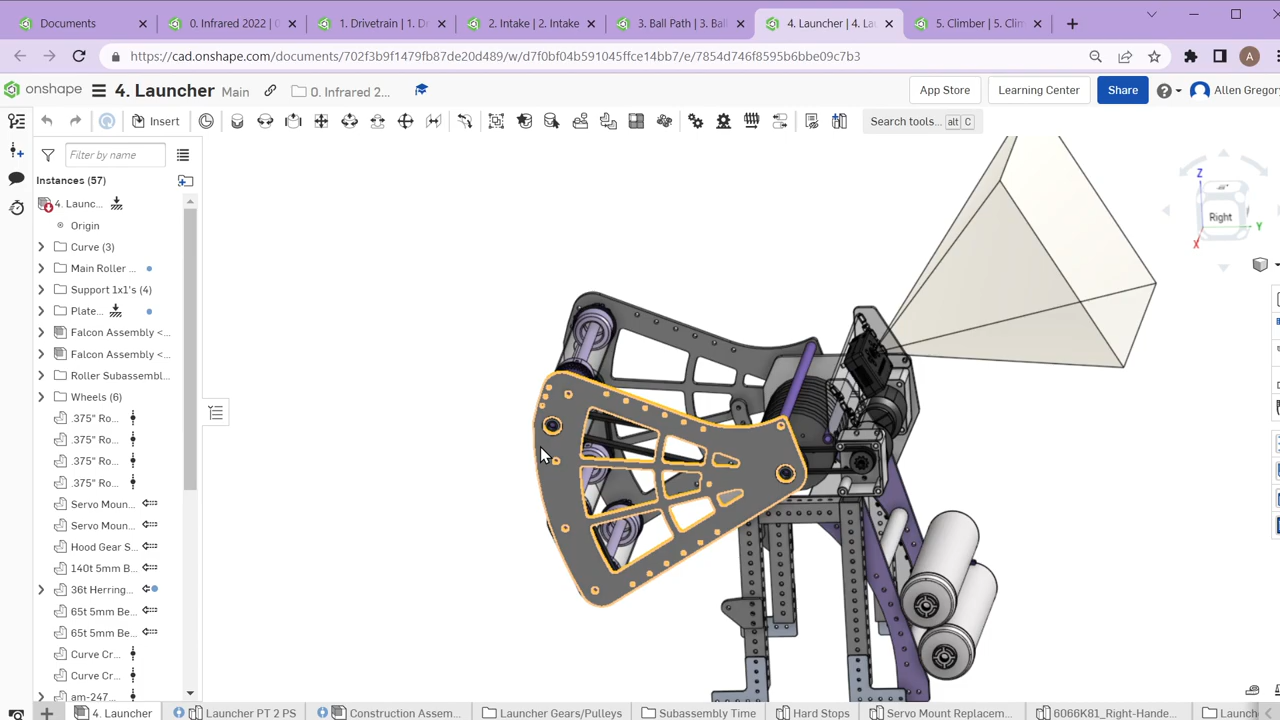 Documents
0. Infrared 2022 |
1. Drivetrain | 1. D
2. Intake | 2. Intake
3. Ball Path | 3. Ball
4. Launcher | 4. La
5. Climber | 5. Clim
https://cad.onshape.com/documents/702f3b9f1479fb87de20d489/w/d7f0bf04b591045ffce14bb7/e/7854d746f8595b6bbe09c7b3
A
onshape
4. Launcher
Main
0. Infrared 2...
App Store
Learning Center
Share
Allen Gregory
Insert
Search tools...
alt C
Filter by name
Instances (57)
4. Launc...
Origin
Curve (3)
Main Roller ...
Support 1x1's (4)
Plate...
Falcon Assembly <...
Falcon Assembly <...
Roller Subassembl...
Wheels (6)
.375" Ro...
.375" Ro...
.375" Ro...
.375" Ro...
Servo Moun...
Servo Moun...
Hood Gear S...
140t 5mm B...
36t Herring...
65t 5mm Be...
65t 5mm Be...
Curve Cr...
Curve Cr...
am-247...
Z
Right
Y
X
4. Launcher
Launcher PT 2 PS
Construction Assem...
Launcher Gears/Pulleys
Subassembly Time
Hard Stops
Servo Mount Replacem...
6066K81_Right-Hande...
Launch